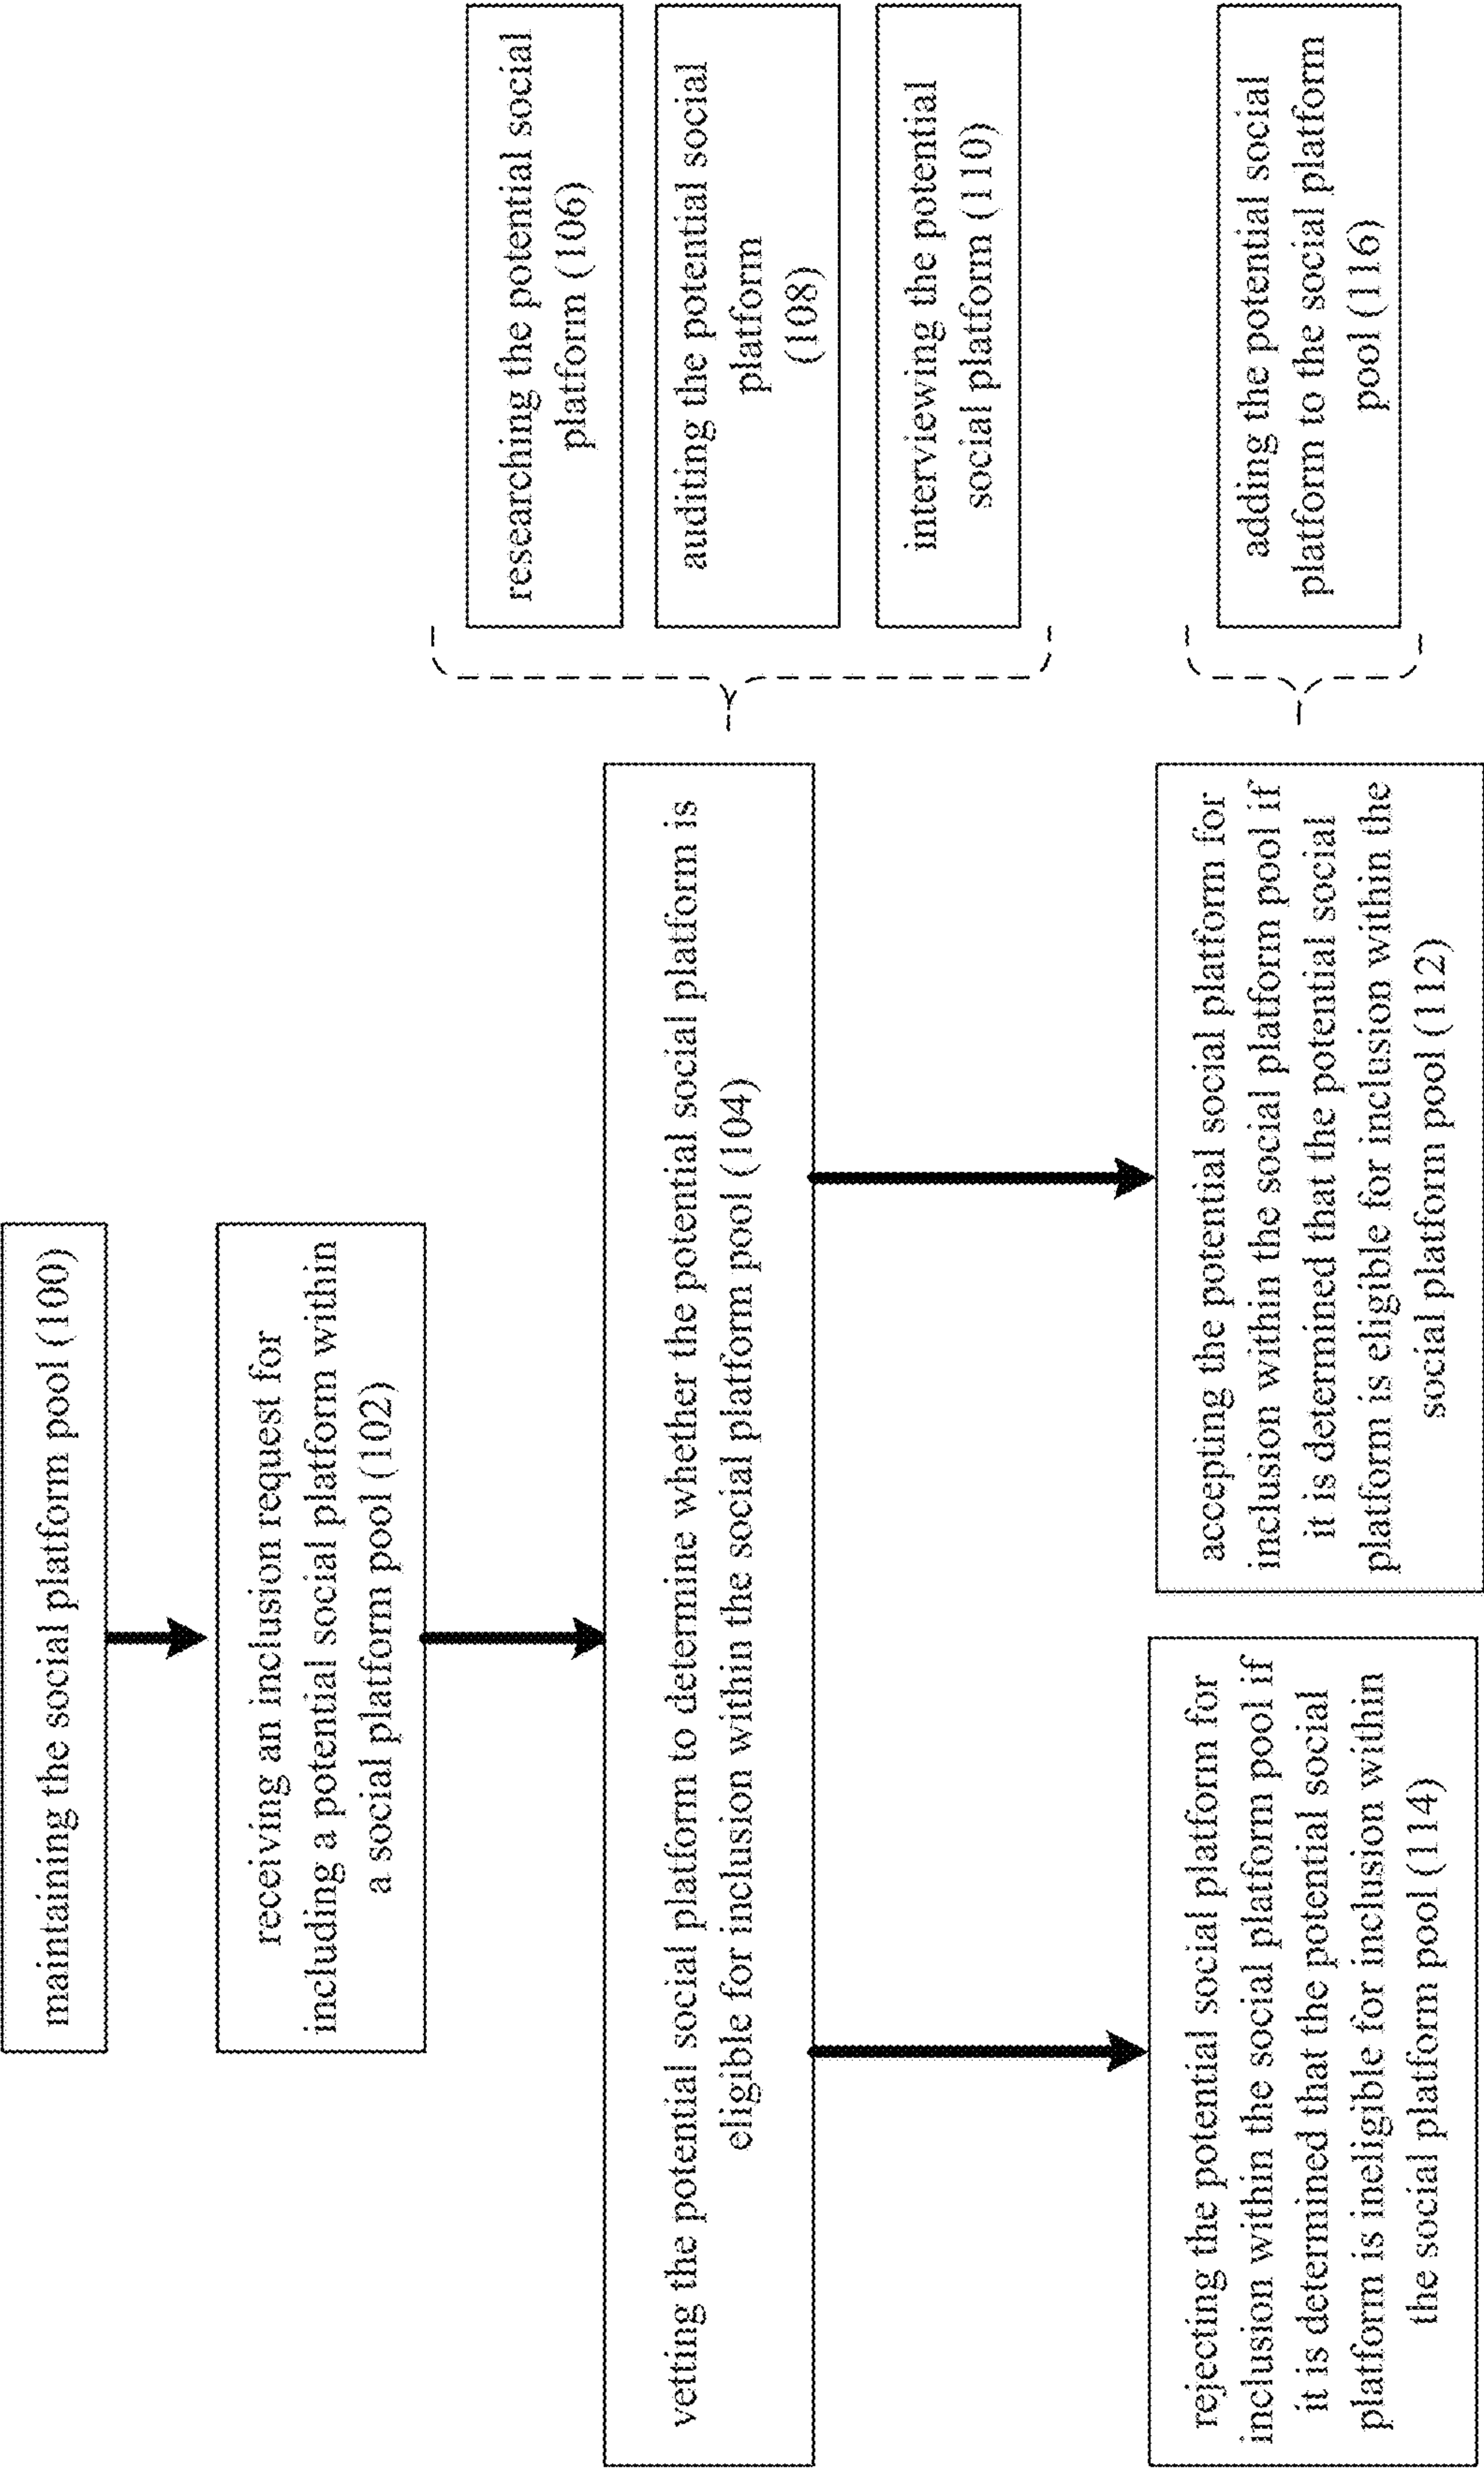 maintaining the social platform pool (100)
receiving an inclusion request for
including a potential social platform within
a social platform pool (102)
vetting the potential social platform to determine whether the potential social platform is
eligible for inclusion within the social platform pool (104)
researching the potential social
platform (106)
auditing the potential social
platform
(108)
interviewing the potential
social platform (110)
rejecting the potential social platform for
inclusion within the social platform pool if
it is determined that the potential social
platform is ineligible for inclusion within
the social platform pool (114)
accepting the potential social platform for
inclusion within the social platform pool if
it is determined that the potential social
platform is eligible for inclusion within the
social platform pool (112)
adding the potential social
platform to the social platform
pool (116)